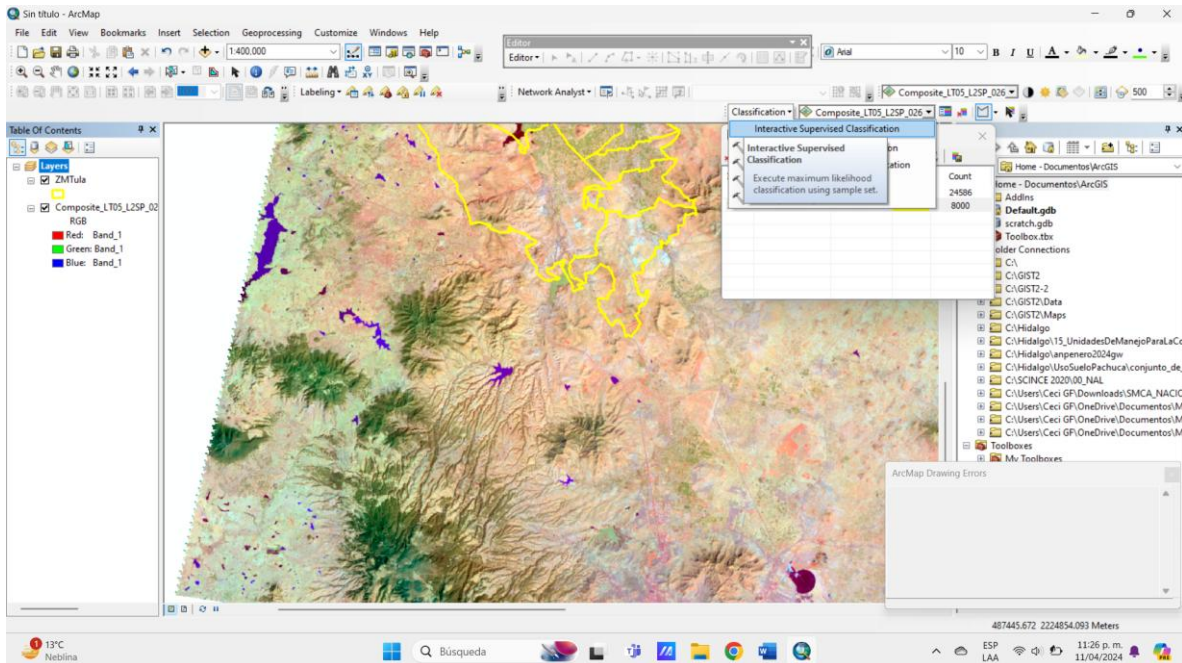 Sin título - ArcMap
File Edit View Bookmarks Insert Selection Geoprocessing Customize Windows Help
1:400.000
Editor
Editor
Arial
10
B I U A
Labeling
Network Analyst
Composite_LT05_L2SP_026
500
Classification
Composite_LT05_L2SP_026
Interactive Supervised Classification
Interactive Supervised
Classification
Execute maximum likelihood
classification using sample set.
Count
24586
8000
Table Of Contents
Layers
ZMTula
Composite_LT05_L2SP_02
RGB
Red: Band_1
Green: Band_1
Blue: Band_1
Home - Documentos\ArcGIS
ome - Documentos\ArcGIS
AddIns
Default.gdb
scratch.gdb
Toolbox.tbx
older Connections
C:\
C:\GIST2
C:\GIST2-2
C:\GIST2\Data
C:\GIST2\Maps
C:\Hidalgo
C:\Hidalgo\15_UnidadesDeManejoParaLaCo
C:\Hidalgo\anpenero2024gw
C:\Hidalgo\UsoSueloPachuca\conjunto_de_
C:\SCINCE 2020\00_NAL
C:\Users\Ceci GF\Downloads\SMCA_NACIO
C:\Users\Ceci GF\OneDrive\Documentos\M
C:\Users\Ceci GF\OneDrive\Documentos\M
C:\Users\Ceci GF\OneDrive\Documentos\M
Toolboxes
My Toolboxes
ArcMap Drawing Errors
487445.672 2224854.093 Meters
1
13°C
Neblina
Búsqueda
ESP
LAA
11:26 p. m.
11/04/2024